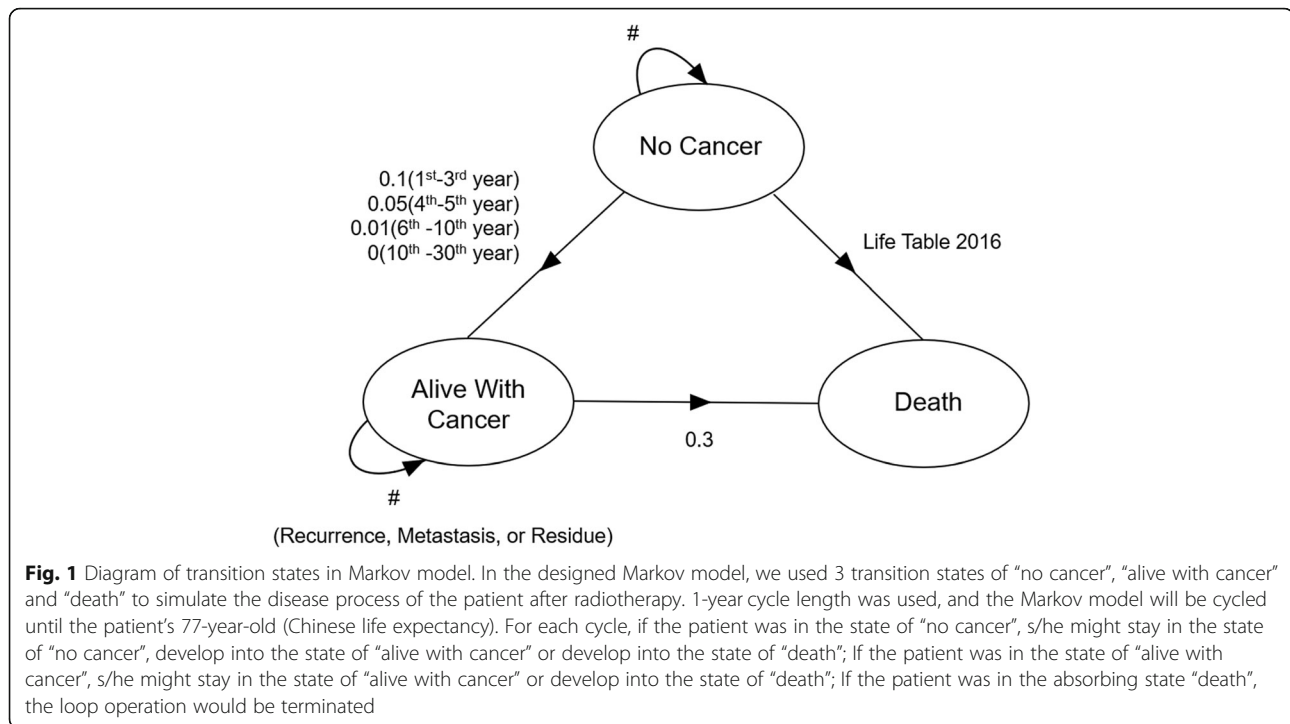 #
No Cancer
0.1(1st-3rd year)
0.05(4th-5th year)
0.01(6th -10th year)
0(10th -30th year)
Life Table 2016
Alive With
Cancer
Death
0.3
#
(Recurrence, Metastasis, or Residue)
Fig. 1 Diagram of transition states in Markov model. In the designed Markov model, we used 3 transition states of “no cancer”, “alive with cancer”
and “death” to simulate the disease process of the patient after radiotherapy. 1-year cycle length was used, and the Markov model will be cycled
until the patient’s 77-year-old (Chinese life expectancy). For each cycle, if the patient was in the state of “no cancer”, s/he might stay in the state
of “no cancer”, develop into the state of “alive with cancer” or develop into the state of “death”; If the patient was in the state of “alive with
cancer”, s/he might stay in the state of “alive with cancer” or develop into the state of “death”; If the patient was in the absorbing state “death”,
the loop operation would be terminated